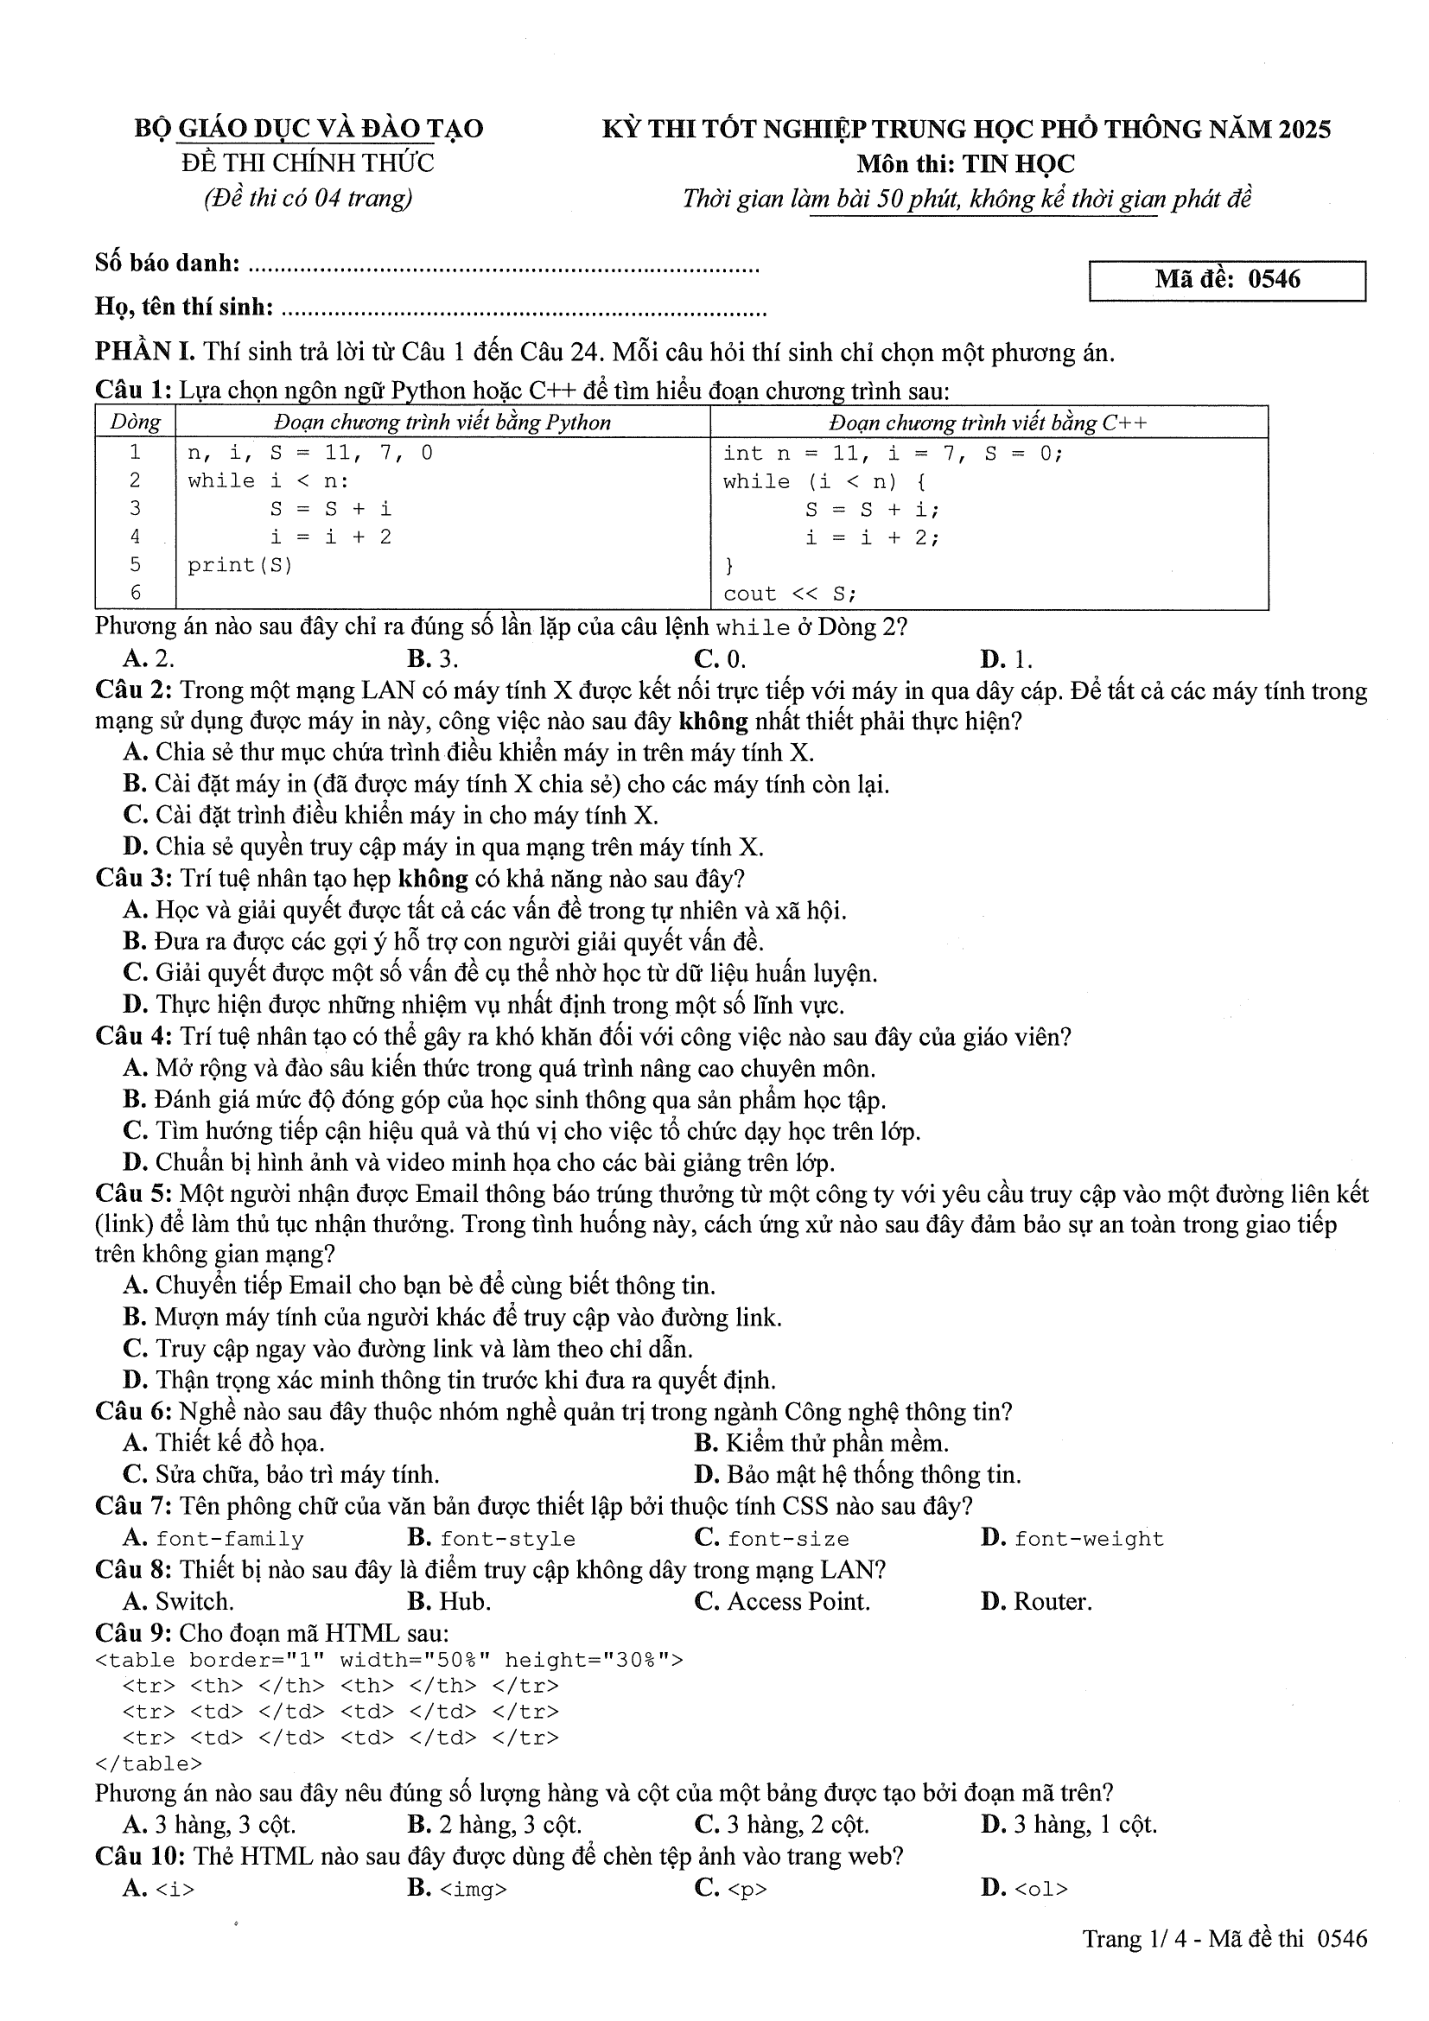 BỘ GIÁO DỤC VÀ ĐÀO TẠO
ĐỀ THI CHÍNH THỨC
(Đề thi có 04 trang)
KỲ THI TỐT NGHIỆP TRUNG HỌC PHỔ THÔNG NĂM 2025
Môn thi: TIN HỌC
Thời gian làm bài 50 phút, không kể thời gian phát đề
Số báo danh: ..............................................................................
Họ, tên thí sinh: ..........................................................................
Mã đề: 0546
PHẦN I. Thí sinh trả lời từ Câu 1 đến Câu 24. Mỗi câu hỏi thí sinh chỉ chọn một phương án.
Câu 1: Lựa chọn ngôn ngữ Python hoặc C++ để tìm hiểu đoạn chương trình sau:
Dòng Đoạn chương trình viết bằng Python Đoạn chương trình viết bằng C++
1 n, i, S = 11, 7, 0 int n = 11, i = 7, S = 0;
2 while i < n: while (i < n) {
3 S = S + i S = S + i;
4 i = i + 2 i = i + 2;
5 print(S) }
6 cout << S;
Phương án nào sau đây chỉ ra đúng số lần lặp của câu lệnh while ở Dòng 2?
A. 2. B. 3. C. 0. D. 1.
Câu 2: Trong một mạng LAN có máy tính X được kết nối trực tiếp với máy in qua dây cáp. Để tất cả các máy tính trong
mạng sử dụng được máy in này, công việc nào sau đây không nhất thiết phải thực hiện?
A. Chia sẻ thư mục chứa trình điều khiển máy in trên máy tính X.
B. Cài đặt máy in (đã được máy tính X chia sẻ) cho các máy tính còn lại.
C. Cài đặt trình điều khiển máy in cho máy tính X.
D. Chia sẻ quyền truy cập máy in qua mạng trên máy tính X.
Câu 3: Trí tuệ nhân tạo hẹp không có khả năng nào sau đây?
A. Học và giải quyết được tất cả các vấn đề trong tự nhiên và xã hội.
B. Đưa ra được các gợi ý hỗ trợ con người giải quyết vấn đề.
C. Giải quyết được một số vấn đề cụ thể nhờ học từ dữ liệu huấn luyện.
D. Thực hiện được những nhiệm vụ nhất định trong một số lĩnh vực.
Câu 4: Trí tuệ nhân tạo có thể gây ra khó khăn đối với công việc nào sau đây của giáo viên?
A. Mở rộng và đào sâu kiến thức trong quá trình nâng cao chuyên môn.
B. Đánh giá mức độ đóng góp của học sinh thông qua sản phẩm học tập.
C. Tìm hướng tiếp cận hiệu quả và thú vị cho việc tổ chức dạy học trên lớp.
D. Chuẩn bị hình ảnh và video minh họa cho các bài giảng trên lớp.
Câu 5: Một người nhận được Email thông báo trúng thưởng từ một công ty với yêu cầu truy cập vào một đường liên kết
(link) để làm thủ tục nhận thưởng. Trong tình huống này, cách ứng xử nào sau đây đảm bảo sự an toàn trong giao tiếp
trên không gian mạng?
A. Chuyển tiếp Email cho bạn bè để cùng biết thông tin.
B. Mượn máy tính của người khác để truy cập vào đường link.
C. Truy cập ngay vào đường link và làm theo chỉ dẫn.
D. Thận trọng xác minh thông tin trước khi đưa ra quyết định.
Câu 6: Nghề nào sau đây thuộc nhóm nghề quản trị trong ngành Công nghệ thông tin?
A. Thiết kế đồ họa. B. Kiểm thử phần mềm.
C. Sửa chữa, bảo trì máy tính. D. Bảo mật hệ thống thông tin.
Câu 7: Tên phông chữ của văn bản được thiết lập bởi thuộc tính CSS nào sau đây?
A. font-family B. font-style C. font-size D. font-weight
Câu 8: Thiết bị nào sau đây là điểm truy cập không dây trong mạng LAN?
A. Switch. B. Hub. C. Access Point. D. Router.
Câu 9: Cho đoạn mã HTML sau:
<table border="1" width="50%" height="30%">
<tr> <th> </th> <th> </th> </tr>
<tr> <td> </td> <td> </td> </tr>
<tr> <td> </td> <td> </td> </tr>
</table>
Phương án nào sau đây nêu đúng số lượng hàng và cột của một bảng được tạo bởi đoạn mã trên?
A. 3 hàng, 3 cột. B. 2 hàng, 3 cột. C. 3 hàng, 2 cột. D. 3 hàng, 1 cột.
Câu 10: Thẻ HTML nào sau đây được dùng để chèn tệp ảnh vào trang web?
A. <i> B. <img> C. <p> D. <ol>
Trang 1/ 4 - Mã đề thi 0546